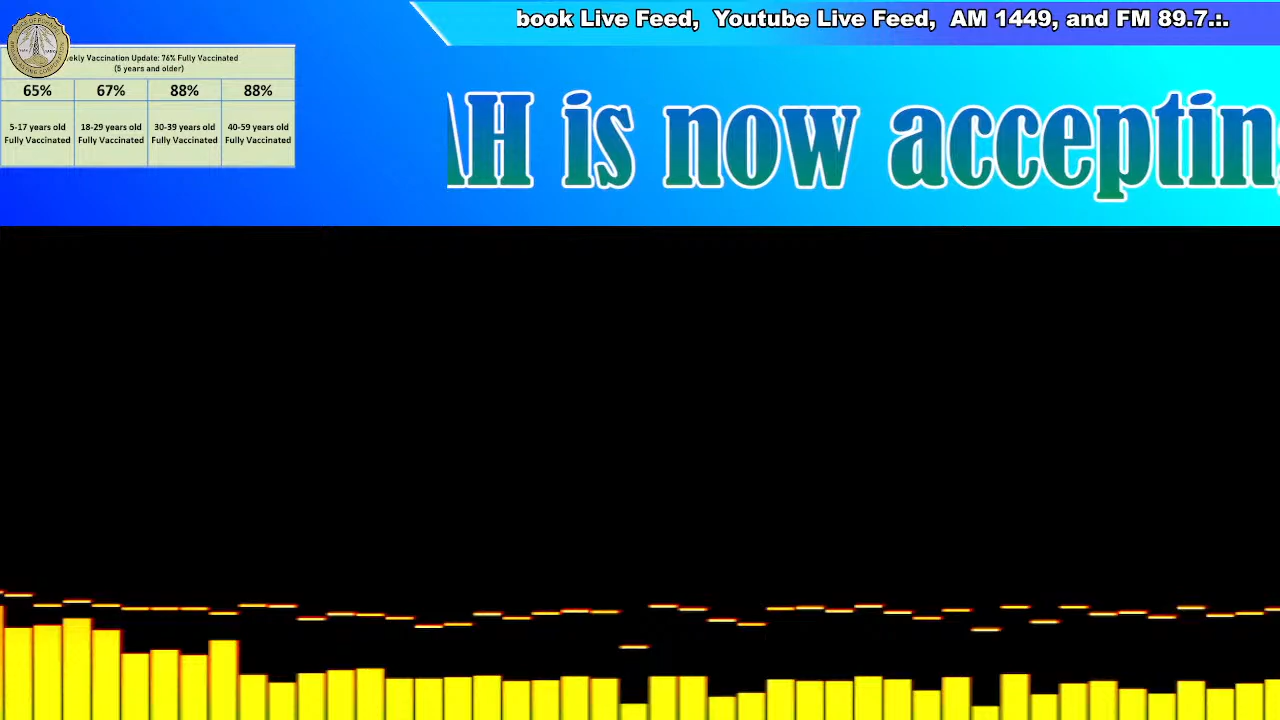 book Live Feed, Youtube Live Feed, AM 1449, and FM 89.7.:.
ekly Vaccination Update: 76% Fully Vaccinated
(5 years and older)
65% 67% 88% 88%
5-17 years old 18-29 years old 30-39 years old 40-59 years old
Fully Vaccinated Fully Vaccinated Fully Vaccinated Fully Vaccinated
AH is now acceptin